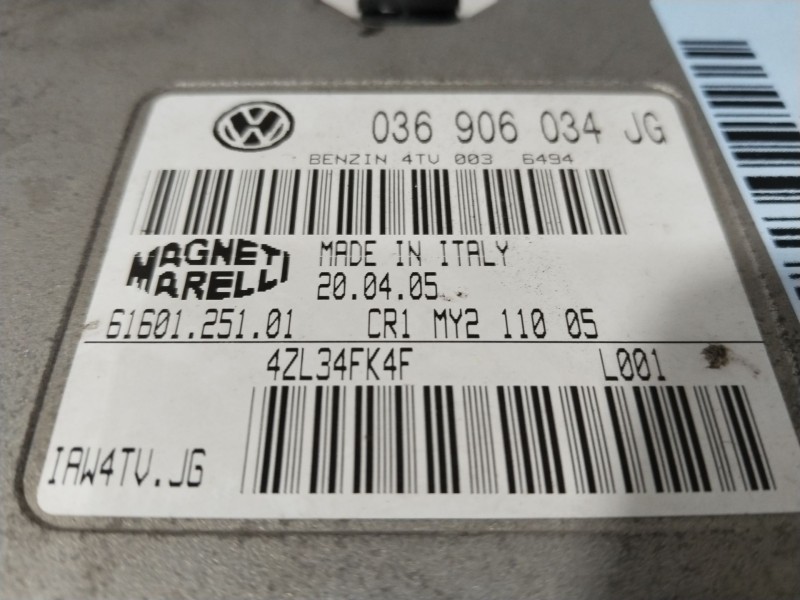 036 906 034 JG
BENZIN 4TV 003 6494
MAGNETI MARELLI
MADE IN ITALY
20.04.05
61601.251.01 CR1 MY2 110 05
4ZL34FK4F L001
IAW4TV.JG